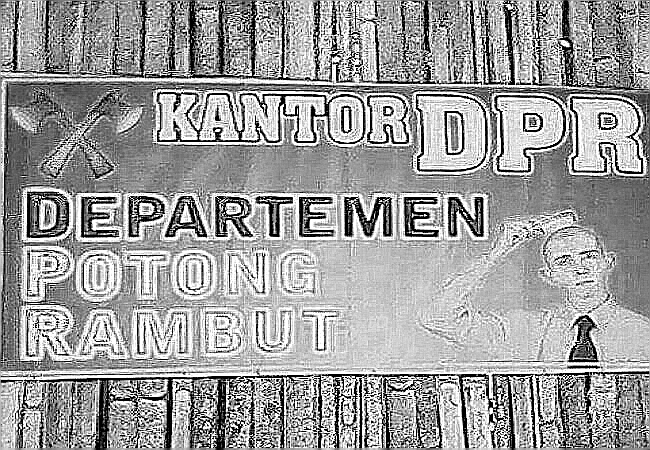 KANTOR DPR
DEPARTEMEN
POTONG
RAMBUT